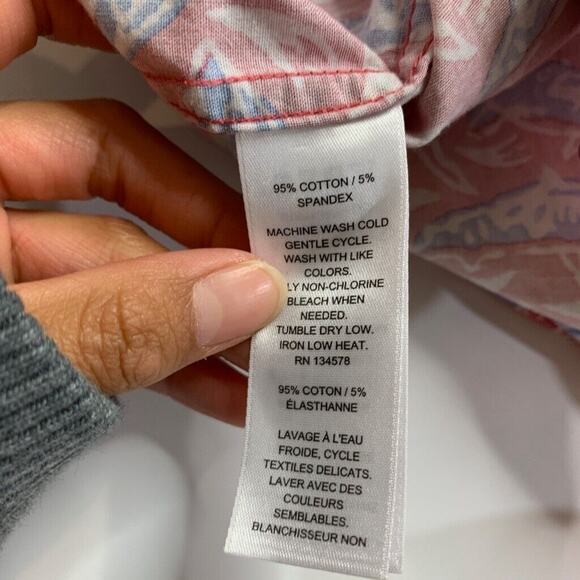 95% COTTON / 5%
SPANDEX
MACHINE WASH COLD
GENTLE CYCLE.
WASH WITH LIKE
COLORS.
LY NON-CHLORINE
BLEACH WHEN
NEEDED.
TUMBLE DRY LOW.
IRON LOW HEAT.
RN 134578
95% COTTON / 5%
ÉLASTHANNE
LAVAGE À L'EAU
FROIDE, CYCLE
TEXTILES DELICATS.
LAVER AVEC DES
COULEURS
SEMBLABLES.
BLANCHISSEUR NON